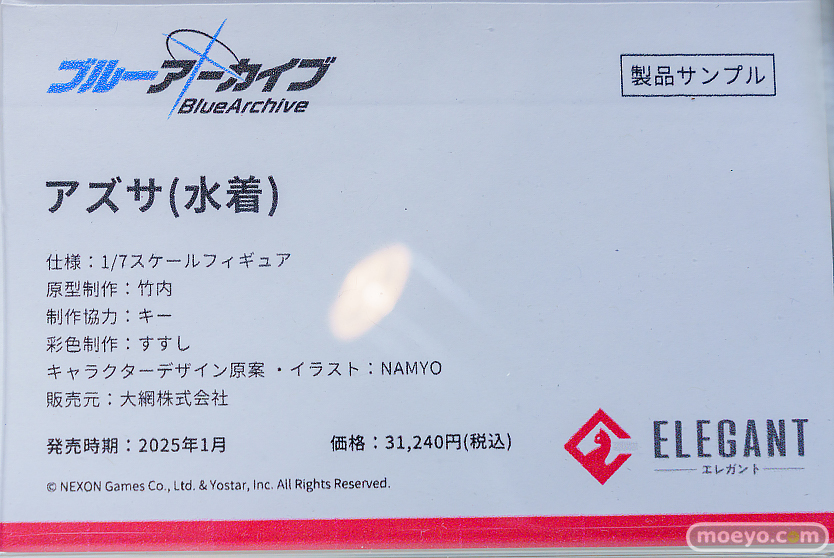 ブルーアーカイブ
BlueArchive
製品サンプル
アズサ(水着)
仕様：1/7スケールフィギュア
原型制作：竹内
制作協力：キー
彩色制作：すすし
キャラクターデザイン原案・イラスト：NAMYO
販売元：大網株式会社
発売時期：2025年1月
価格：31,240円(税込)
ELEGANT
エレガント
© NEXON Games Co., Ltd. & Yostar, Inc. All Rights Reserved.
moeyo.com